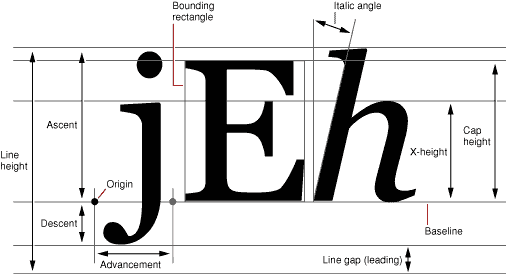 Bounding
rectangle
Italic angle
jEh
Ascent
Line
height
X-height
Cap
height
Origin
Descent
Baseline
Advancement
Line gap (leading)